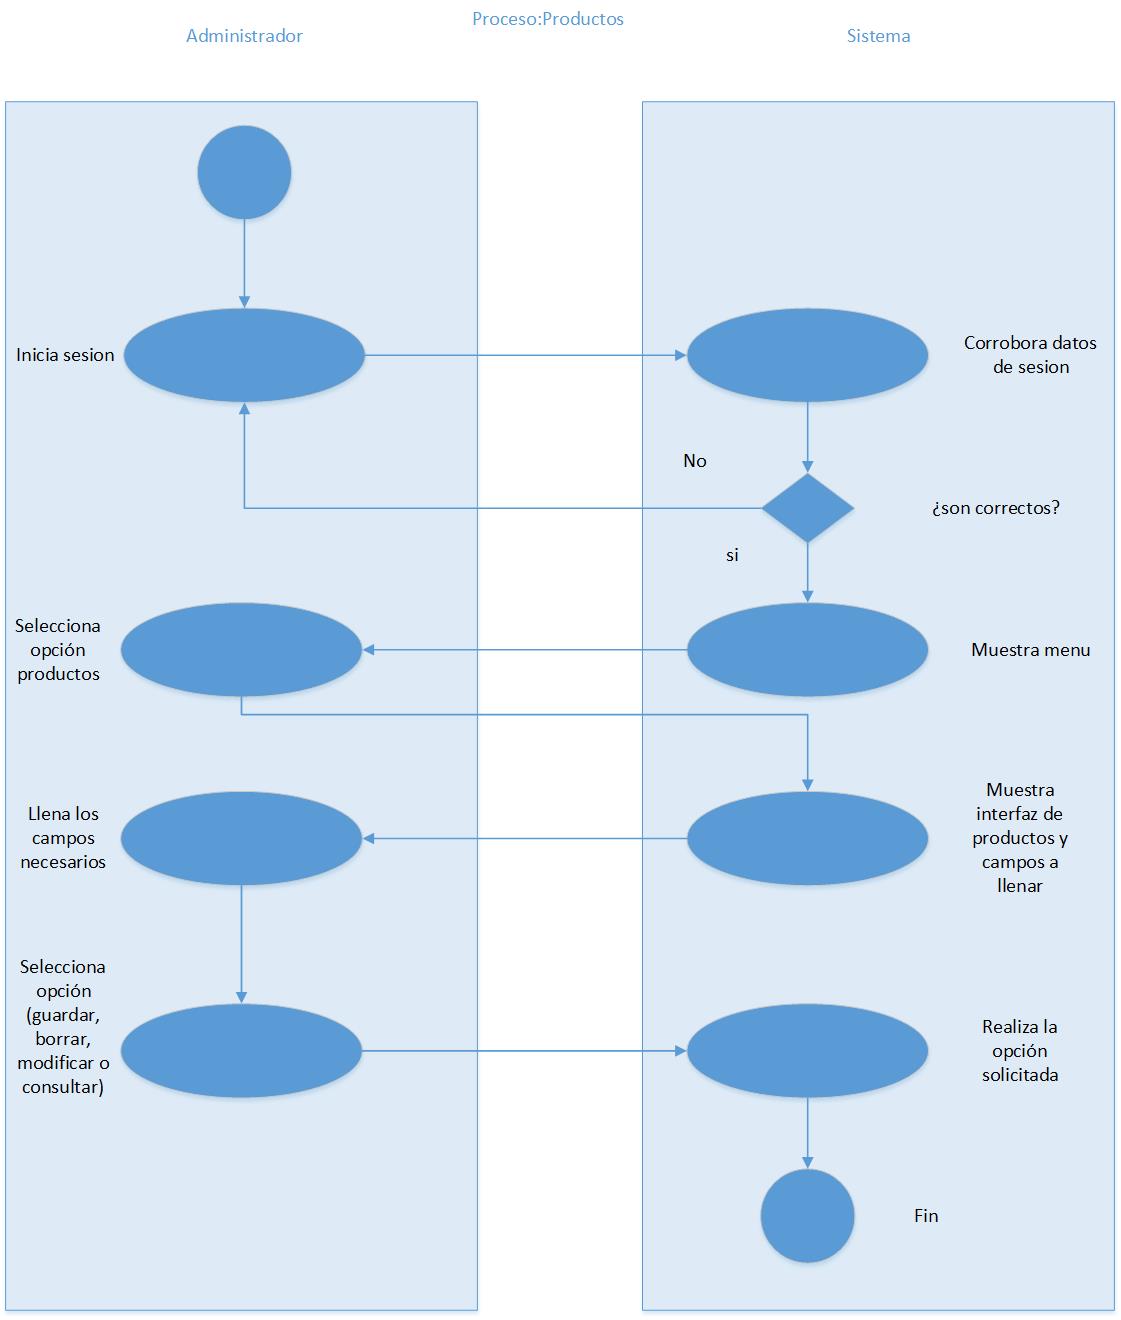 Proceso:Productos
Administrador
Sistema
Inicia sesion
Corrobora datos
de sesion
No
¿son correctos?
si
Selecciona
opción
productos
Muestra menu
Llena los
campos
necesarios
Muestra
interfaz de
productos y
campos a
llenar
Selecciona
opción
(guardar,
borrar,
modificar o
consultar)
Realiza la
opción
solicitada
Fin